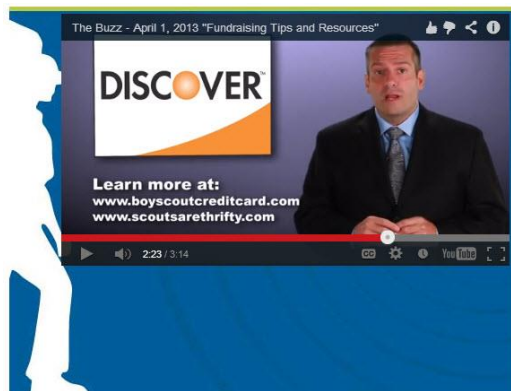 The Buzz - April 1, 2013 "Fundraising Tips and Resources"
DISCOVER™
Learn more at:
www.boyscoutcreditcard.com
www.scoutsarethrifty.com
2:23 / 3:14
CC
YouTube